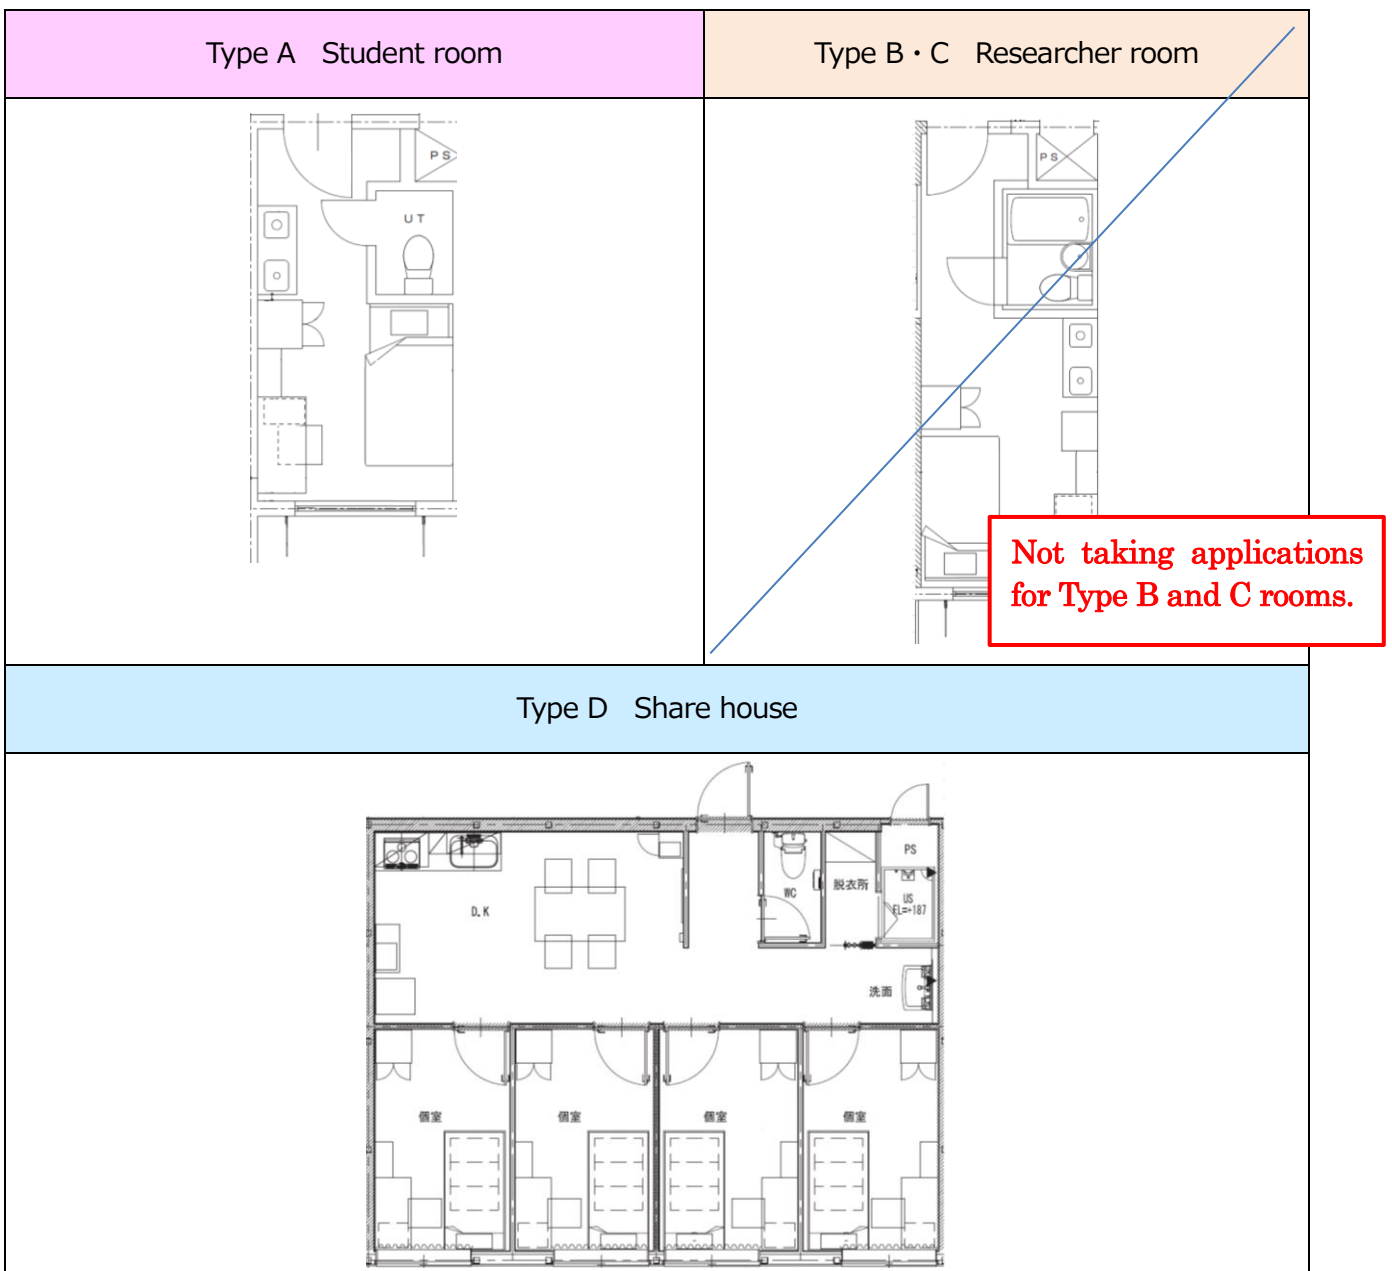 Type A Student room
Type B・C Researcher room
PS
UT
PS
Not taking applications
for Type B and C rooms.
Type D Share house
PS
D.K
WC
脱衣所
US
FL=+187
洗面
個室
個室
個室
個室